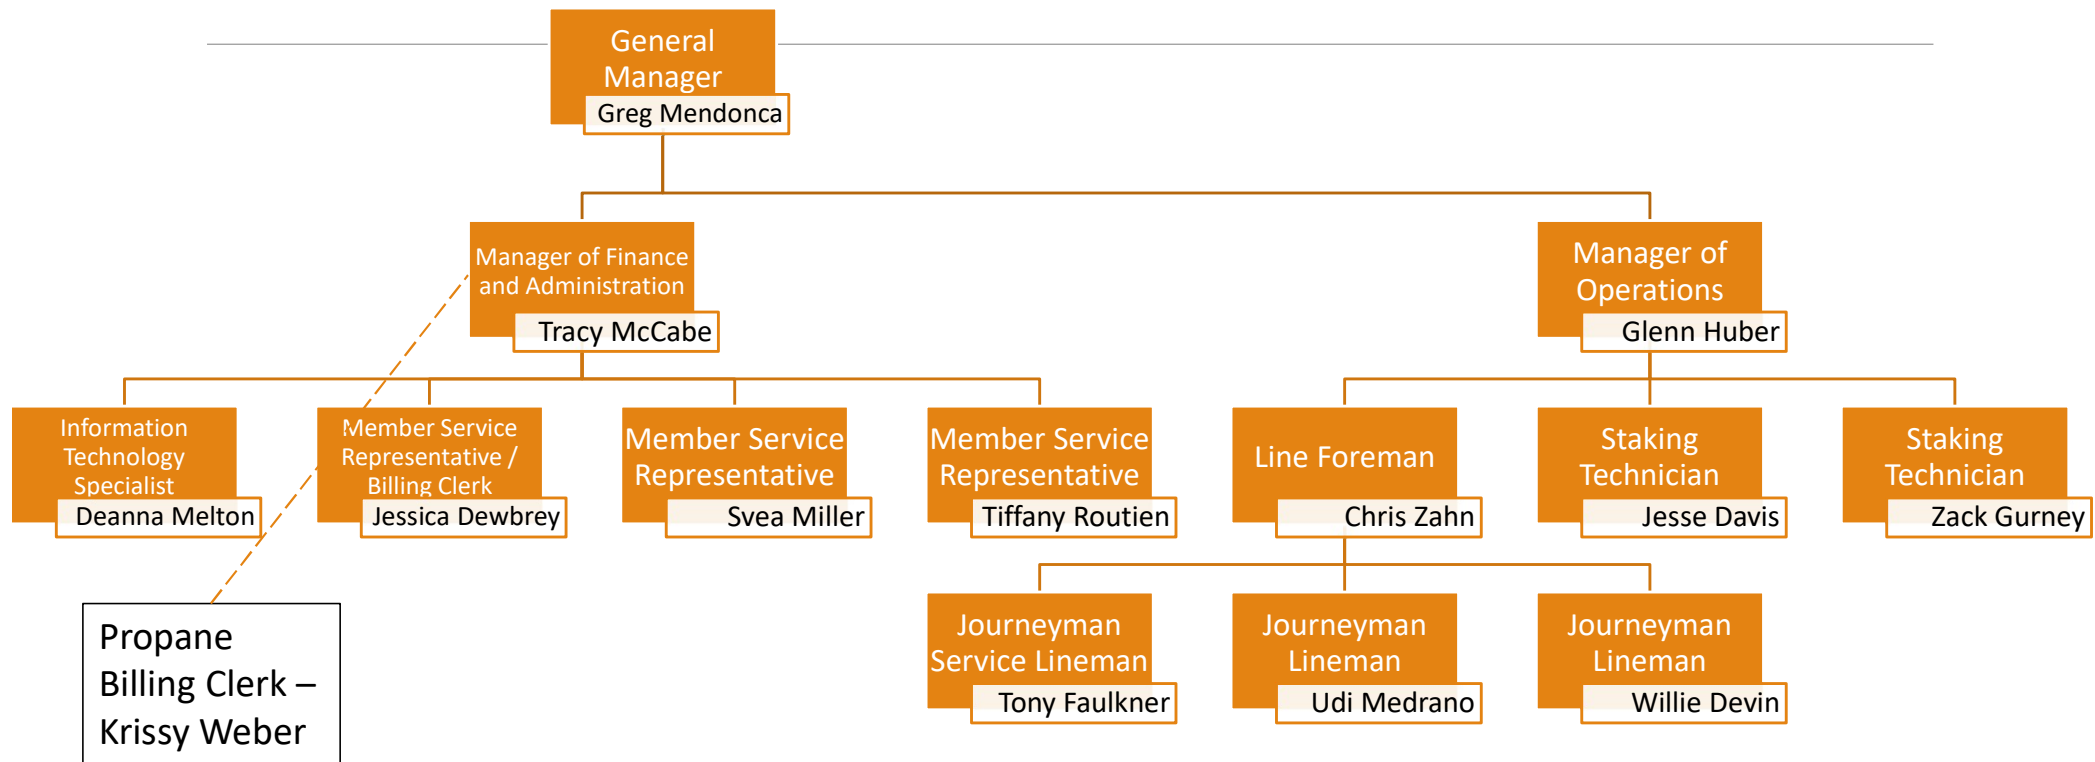 General
Manager
Greg Mendonca
Manager of Finance
and Administration
Tracy McCabe
Manager of
Operations
Glenn Huber
Information
Technology
Specialist
Deanna Melton
Member Service
Representative /
Billing Clerk
Jessica Dewbrey
Member Service
Representative
Svea Miller
Member Service
Representative
Tiffany Routien
Line Foreman
Chris Zahn
Staking
Technician
Jesse Davis
Staking
Technician
Zack Gurney
Propane
Billing Clerk –
Krissy Weber
Journeyman
Service Lineman
Tony Faulkner
Journeyman
Lineman
Udi Medrano
Journeyman
Lineman
Willie Devin